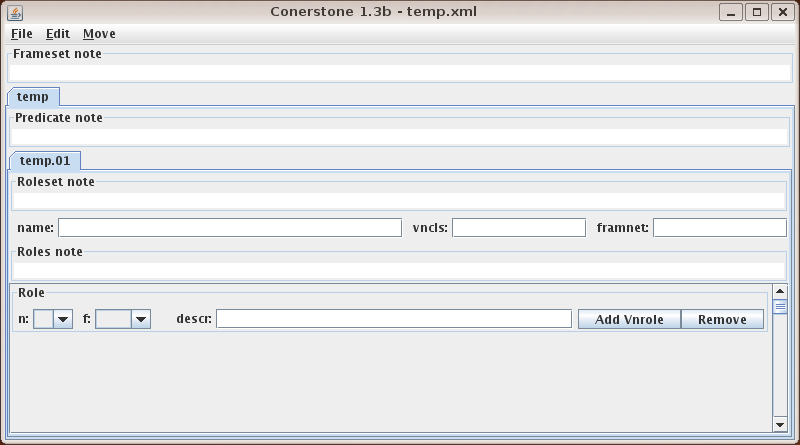 Conerstone 1.3b - temp.xml
File Edit Move
Frameset note
temp
Predicate note
temp.01
Roleset note
name: vncls: framnet:
Roles note
Role
n: f: descr: Add Vnrole Remove